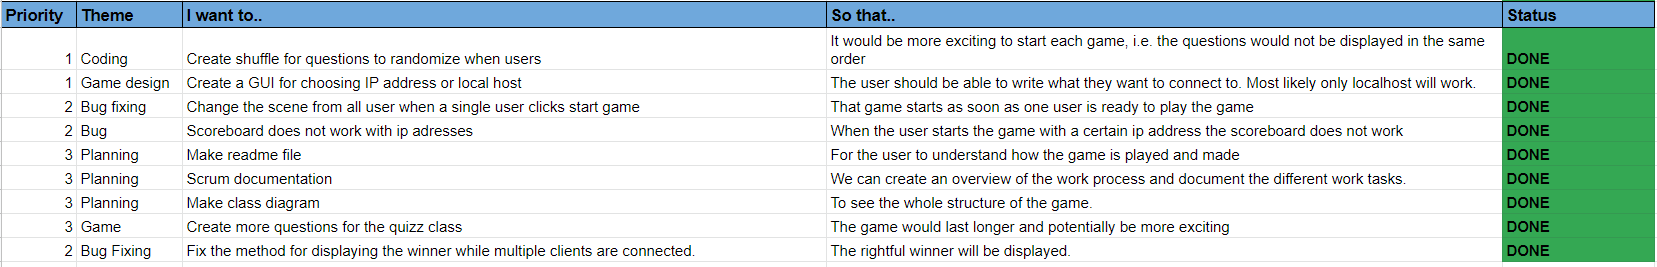 Priority Theme I want to.. So that.. Status
It would be more exciting to start each game, i.e. the questions would not be displayed in the same
1 Coding Create shuffle for questions to randomize when users order DONE
1 Game design Create a GUI for choosing IP address or local host The user should be able to write what they want to connect to. Most likely only localhost will work. DONE
2 Bug fixing Change the scene from all user when a single user clicks start game That game starts as soon as one user is ready to play the game DONE
2 Bug Scoreboard does not work with ip adresses When the user starts the game with a certain ip address the scoreboard does not work DONE
3 Planning Make readme file For the user to understand how the game is played and made DONE
3 Planning Scrum documentation We can create an overview of the work process and document the different work tasks. DONE
3 Planning Make class diagram To see the whole structure of the game. DONE
3 Game Create more questions for the quizz class The game would last longer and potentially be more exciting DONE
2 Bug Fixing Fix the method for displaying the winner while multiple clients are connected. The rightful winner will be displayed. DONE